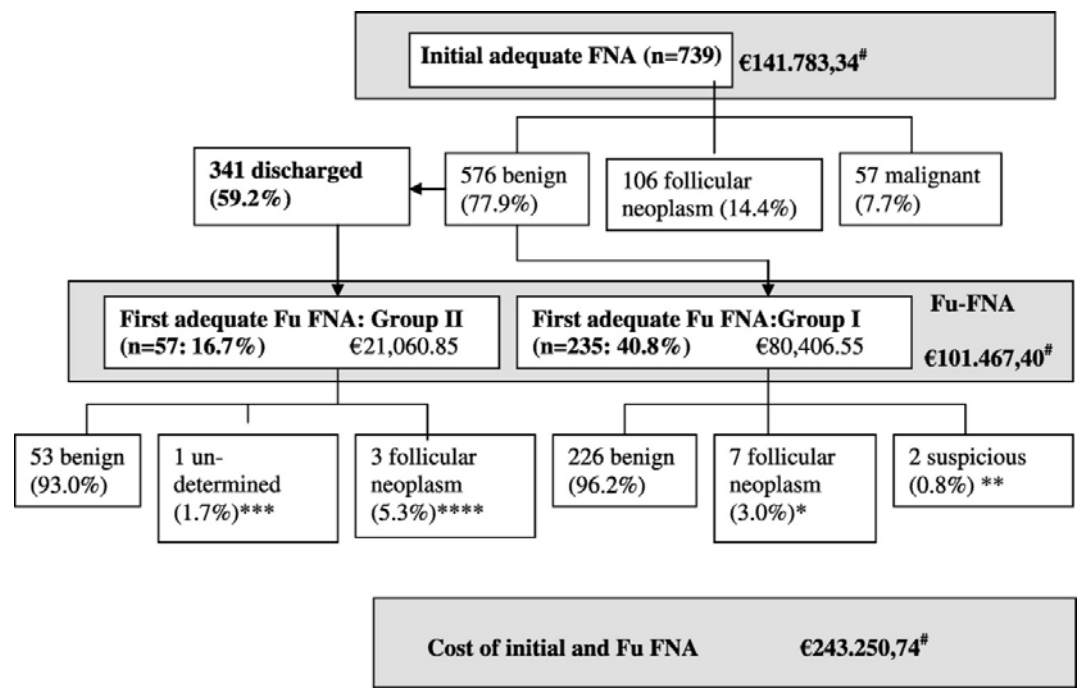 Initial adequate FNA (n=739)
€141.783,34#
341 discharged
(59.2%)
576 benign
(77.9%)
106 follicular
neoplasm (14.4%)
57 malignant
(7.7%)
First adequate Fu FNA: Group II
(n=57: 16.7%) €21,060.85
First adequate Fu FNA:Group I
(n=235: 40.8%) €80,406.55
Fu-FNA
€101.467,40#
53 benign
(93.0%)
1 un-
determined
(1.7%)***
3 follicular
neoplasm
(5.3%)****
226 benign
(96.2%)
7 follicular
neoplasm
(3.0%)*
2 suspicious
(0.8%) **
Cost of initial and Fu FNA €243.250,74#